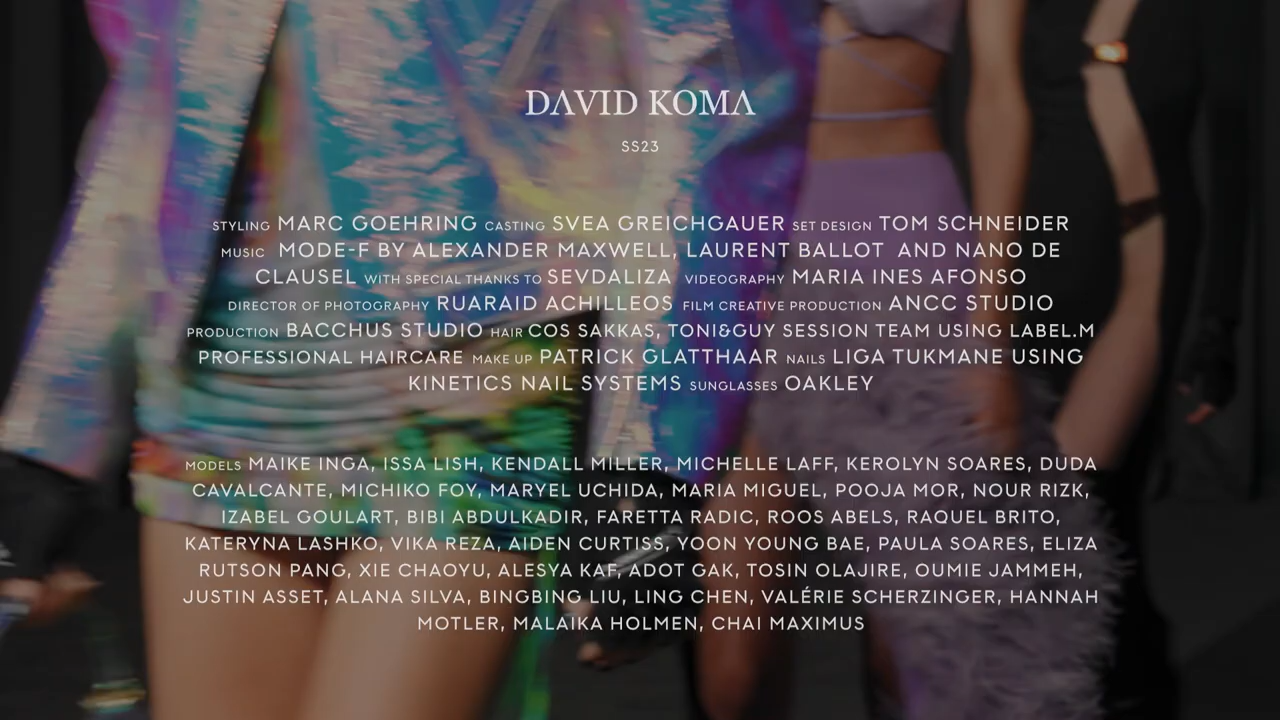 DAVID KOMA
SS23
STYLING MARC GOEHRING CASTING SVEA GREICHGAUER SET DESIGN TOM SCHNEIDER
MUSIC MODE-F BY ALEXANDER MAXWELL, LAURENT BALLOT AND NANO DE
CLAUSEL WITH SPECIAL THANKS TO SEVDALIZA VIDEOGRAPHY MARIA INES AFONSO
DIRECTOR OF PHOTOGRAPHY RUARAID ACHILLEOS FILM CREATIVE PRODUCTION ANCC STUDIO
PRODUCTION BACCHUS STUDIO HAIR COS SAKKAS, TONI&GUY SESSION TEAM USING LABEL.M
PROFESSIONAL HAIRCARE MAKE UP PATRICK GLATTHAAR NAILS LIGA TUKMANE USING
KINETICS NAIL SYSTEMS SUNGLASSES OAKLEY
MODELS MAIKE INGA, ISSA LISH, KENDALL MILLER, MICHELLE LAFF, KEROLYN SOARES, DUDA
CAVALCANTE, MICHIKO FOY, MARYEL UCHIDA, MARIA MIGUEL, POOJA MOR, NOUR RIZK,
IZABEL GOULART, BIBI ABDULKADIR, FARETTA RADIC, ROOS ABELS, RAQUEL BRITO,
KATERYNA LASHKO, VIKA REZA, AIDEN CURTISS, YOON YOUNG BAE, PAULA SOARES, ELIZA
RUTSON PANG, XIE CHAOYU, ALESYA KAF, ADOT GAK, TOSIN OLAJIRE, OUMIE JAMMEH,
JUSTIN ASSET, ALANA SILVA, BINGBING LIU, LING CHEN, VALÉRIE SCHERZINGER, HANNAH
MOTLER, MALAIKA HOLMEN, CHAI MAXIMUS